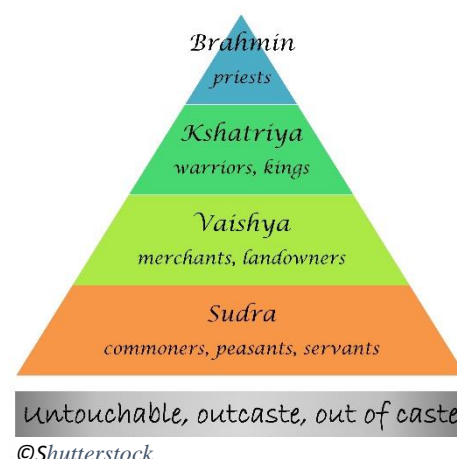 Brahmin
priests
Kshatriya
warriors, kings
Vaishya
merchants, landowners
Sudra
commoners, peasants, servants
Untouchable, outcaste, out of caste
©Shutterstock